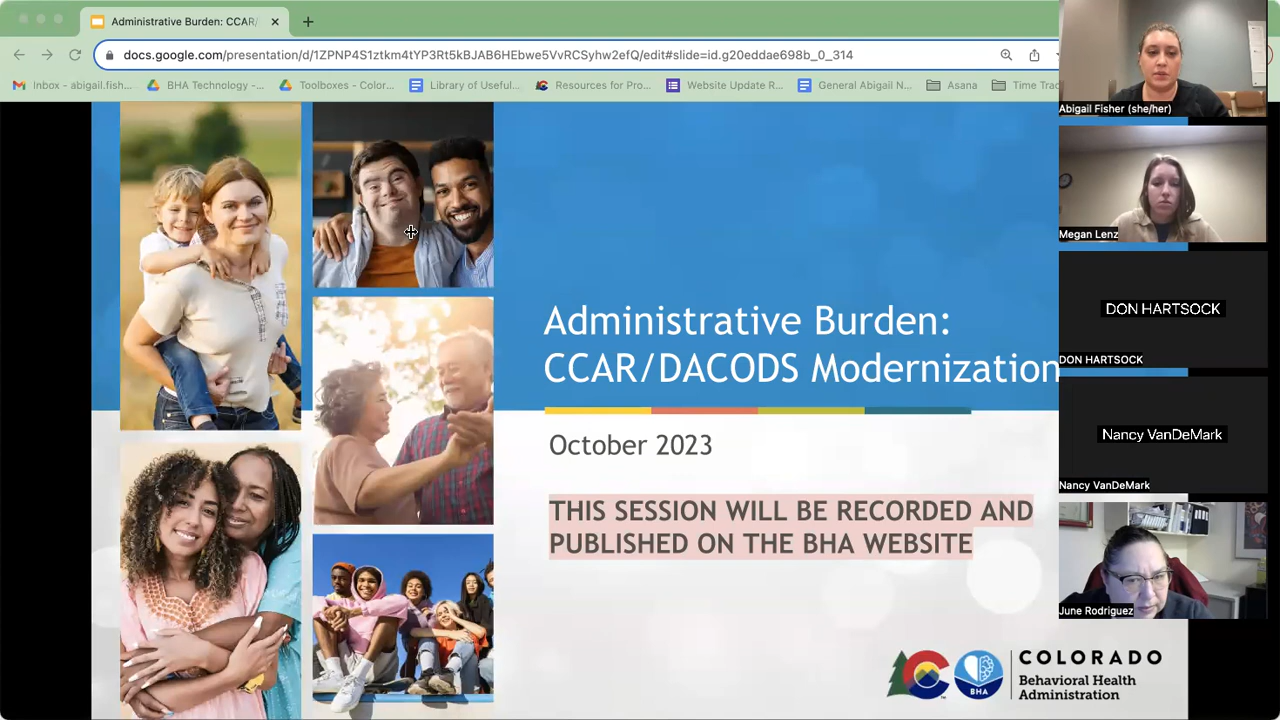 Administrative Burden: CCAR/
docs.google.com/presentation/d/1ZPNP4S1ztkm4tYP3Rt5kBJAB6HEbwe5VvRCSyhw2efQ/edit#slide=id.g20eddae698b_0_314
Inbox - abigail.fish...
BHA Technology -...
Toolboxes - Color...
Library of Useful...
Resources for Pro...
Website Update R...
General Abigail N...
Asana
Time Trac
Abigail Fisher (she/her)
Megan Lenz
DON HARTSOCK
DON HARTSOCK
Nancy VanDeMark
Nancy VanDeMark
June Rodriguez
Administrative Burden:
CCAR/DACODS Modernization
October 2023
THIS SESSION WILL BE RECORDED AND
PUBLISHED ON THE BHA WEBSITE
BHA
COLORADO
Behavioral Health
Administration